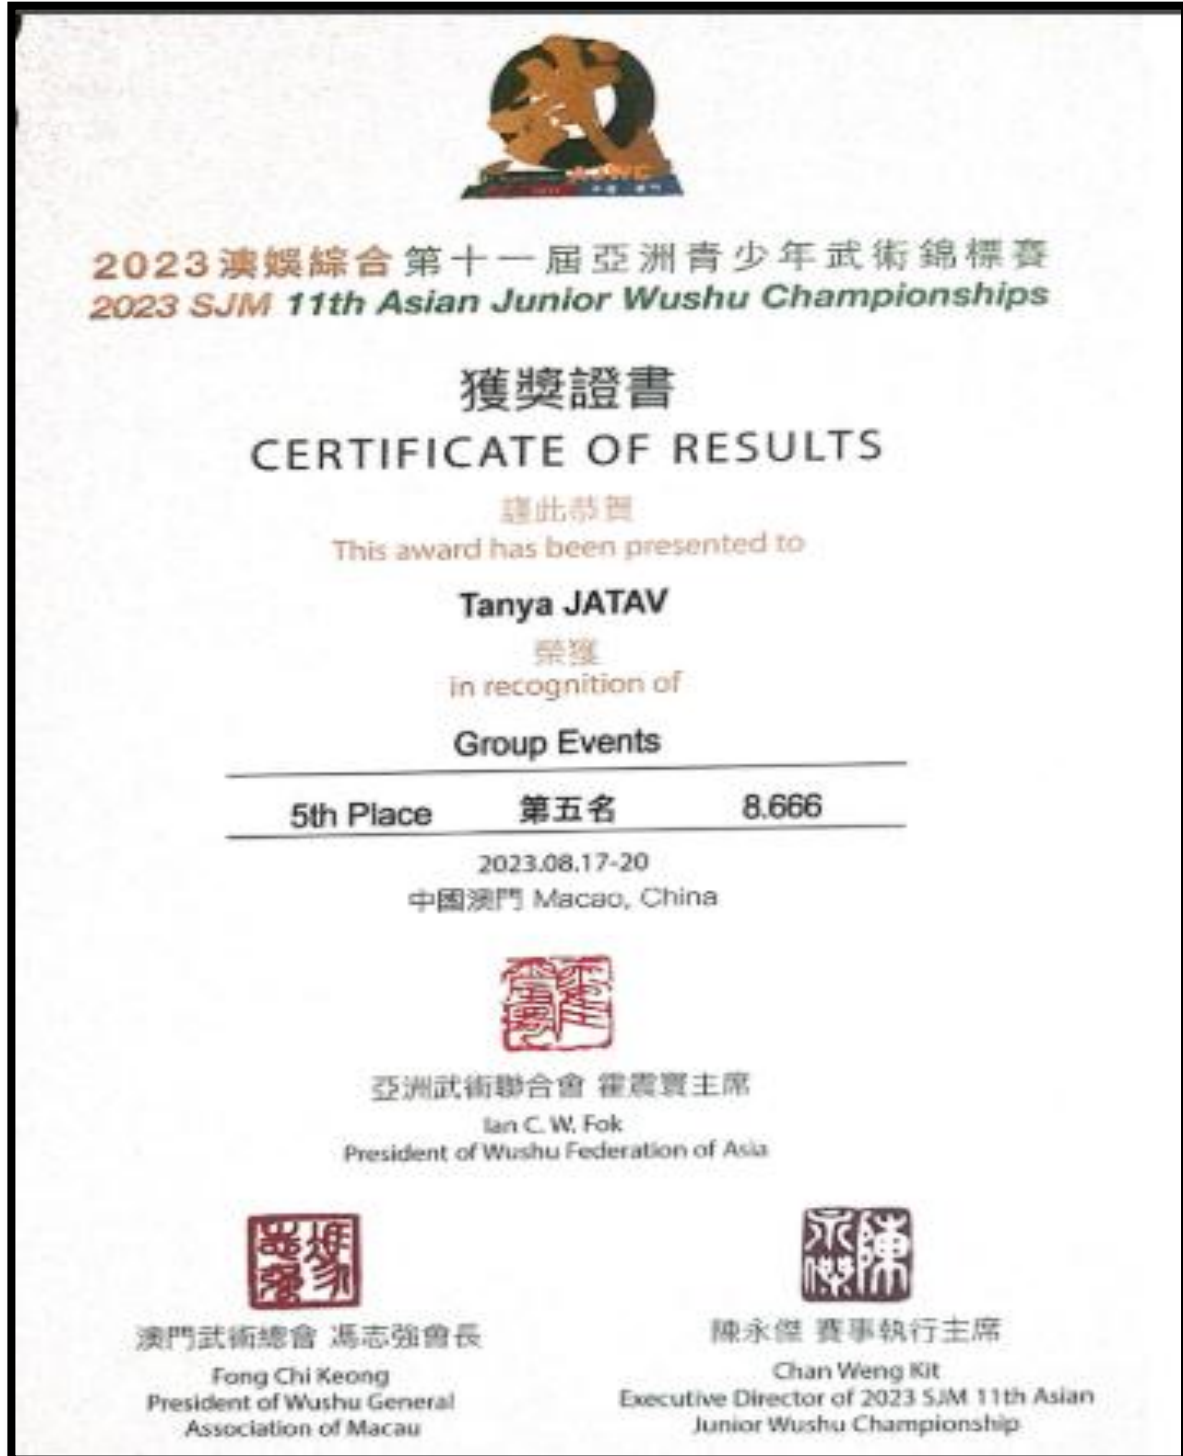 武
2023澳娛綜合第十一屆亞洲青少年武術錦標賽
2023 SJM 11th Asian Junior Wushu Championships
獲獎證書
CERTIFICATE OF RESULTS
謹此恭賀
This award has been presented to
Tanya JATAV
榮獲
in recognition of
Group Events
5th Place 第五名 8.666
2023.08.17-20
中國澳門 Macao, China
亞洲武術聯合會 霍震寰主席
Ian C. W. Fok
President of Wushu Federation of Asia
澳門武術總會 馮志強會長
Fong Chi Keong
President of Wushu General
Association of Macau
陳永傑
陳永傑 賽事執行主席
Chan Weng Kit
Executive Director of 2023 SJM 11th Asian
Junior Wushu Championship